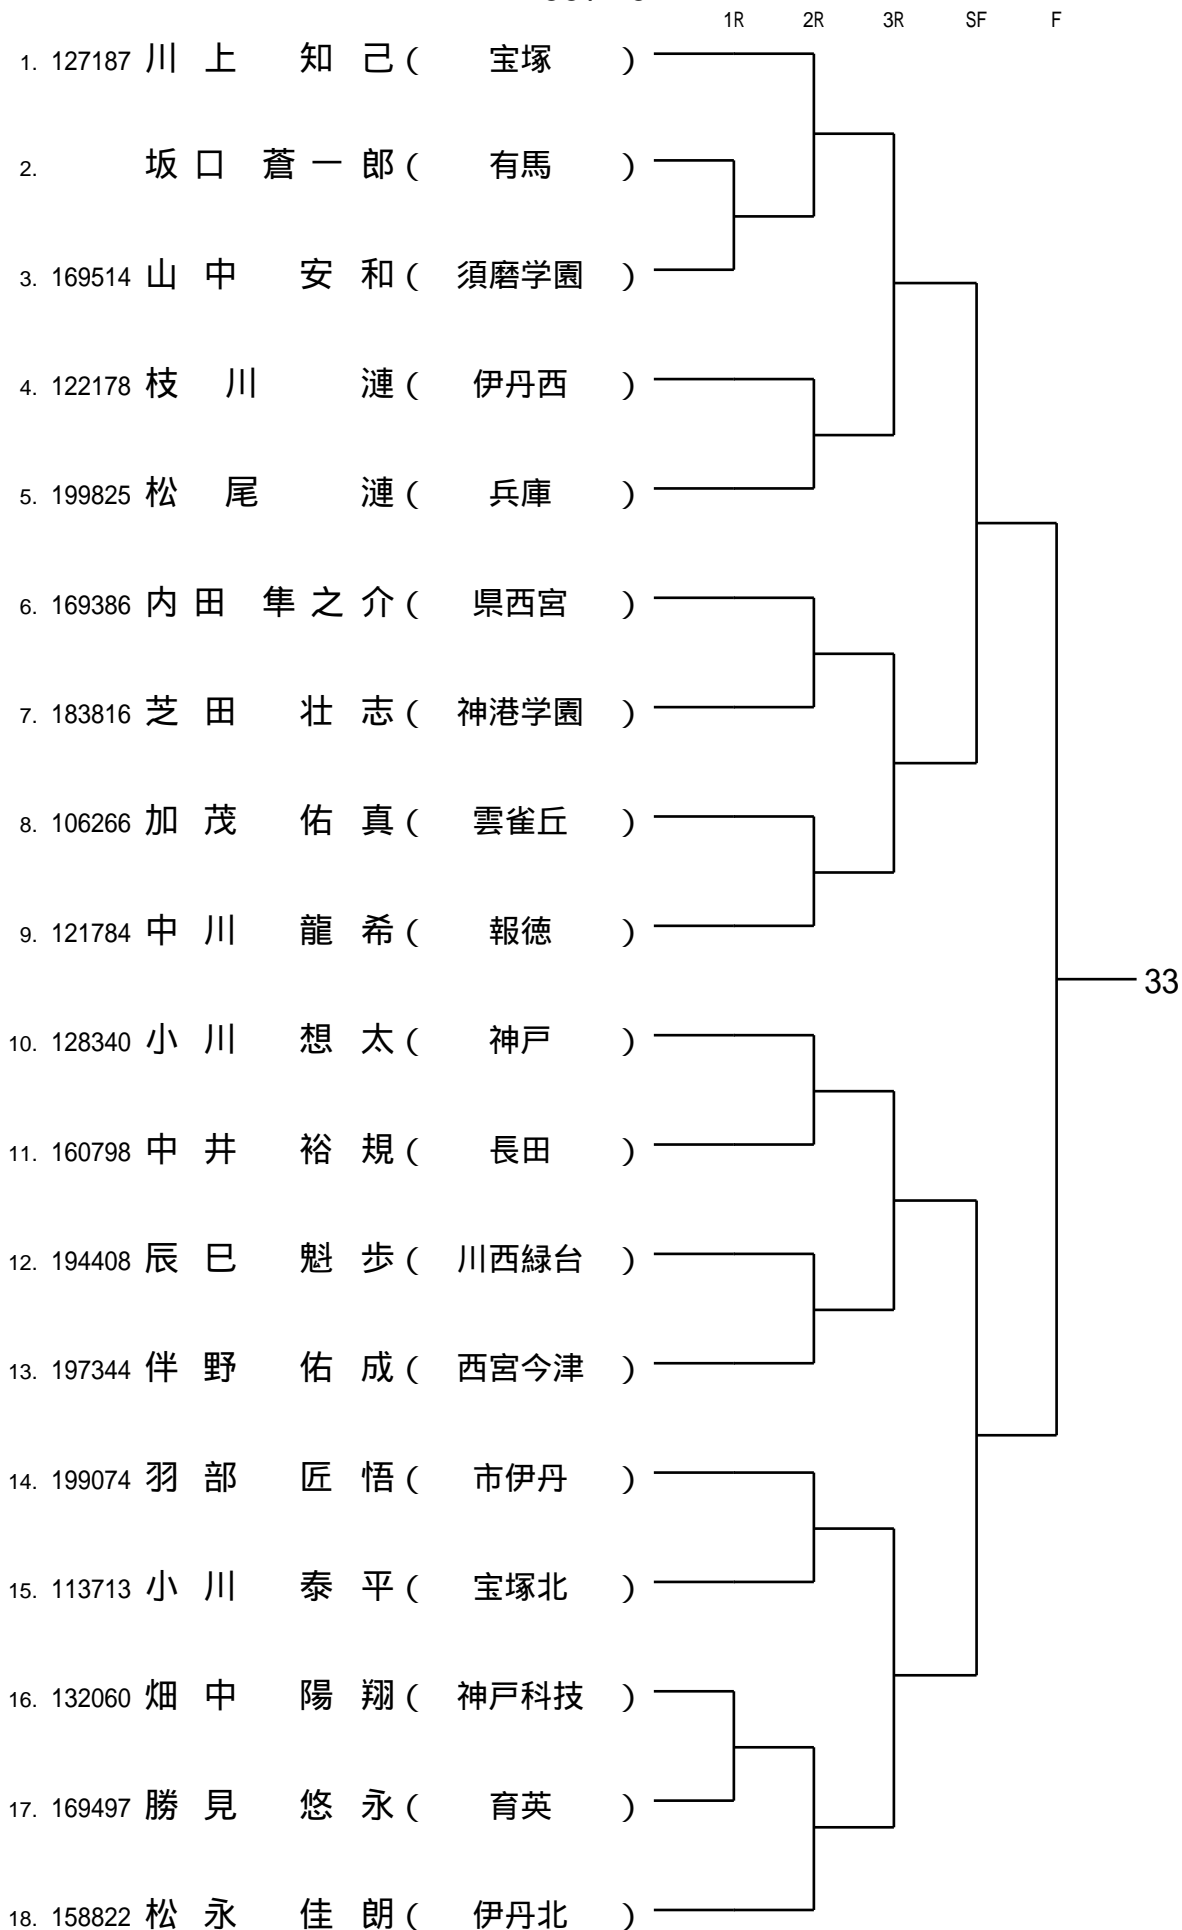 1R 2R 3R SF F
1. 127187 川上 知己 ( 宝塚 )
2. 坂口 蒼一郎 ( 有馬 )
3. 169514 山中 安和 ( 須磨学園 )
4. 122178 枝川 漣 ( 伊丹西 )
5. 199825 松尾 漣 ( 兵庫 )
6. 169386 内田 隼之介 ( 県西宮 )
7. 183816 芝田 壮志 ( 神港学園 )
8. 106266 加茂 佑真 ( 雲雀丘 )
9. 121784 中川 龍希 ( 報徳 )
33
10. 128340 小川 想太 ( 神戸 )
11. 160798 中井 裕規 ( 長田 )
12. 194408 辰巳 魁歩 ( 川西緑台 )
13. 197344 伴野 佑成 ( 西宮今津 )
14. 199074 羽部 匠悟 ( 市伊丹 )
15. 113713 小川 泰平 ( 宝塚北 )
16. 132060 畑中 陽翔 ( 神戸科技 )
17. 169497 勝見 悠永 ( 育英 )
18. 158822 松永 佳朗 ( 伊丹北 )